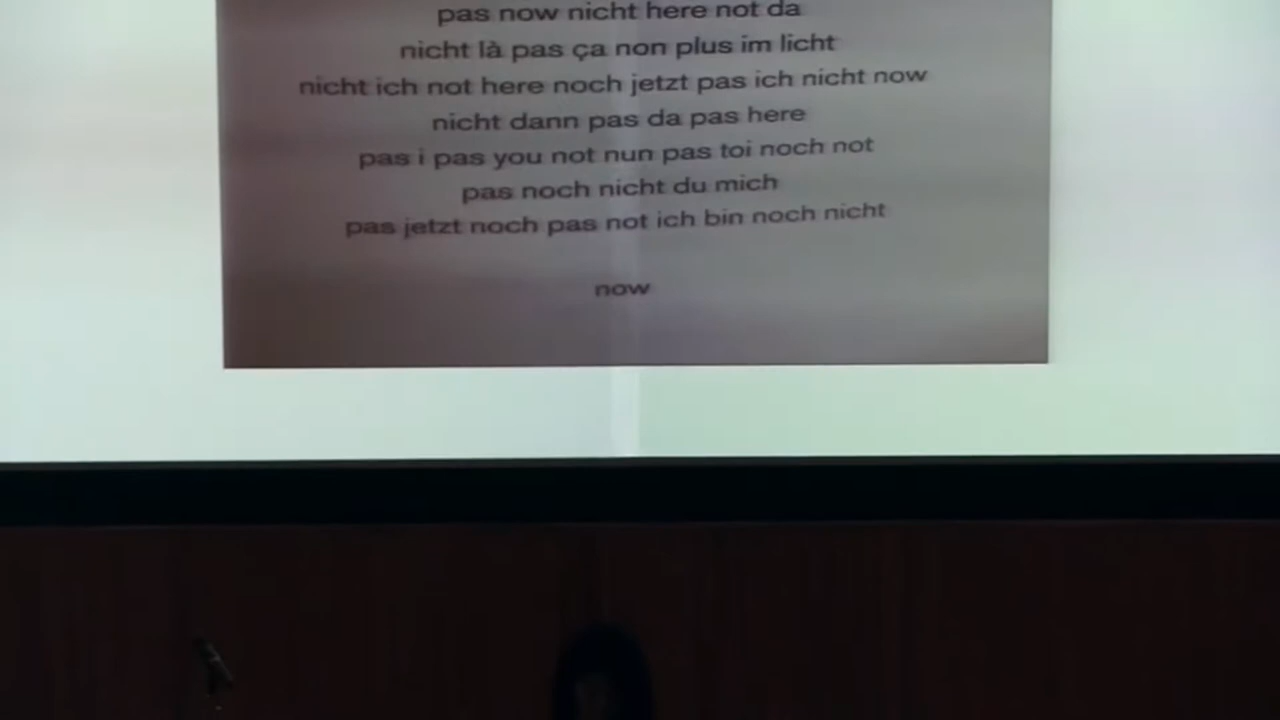 pas now nicht here not da
nicht là pas ça non plus im licht
nicht ich not here noch jetzt pas ich nicht now
nicht dann pas da pas here
pas i pas you not nun pas toi noch not
pas noch nicht du mich
pas jetzt noch pas not ich bin noch nicht
now